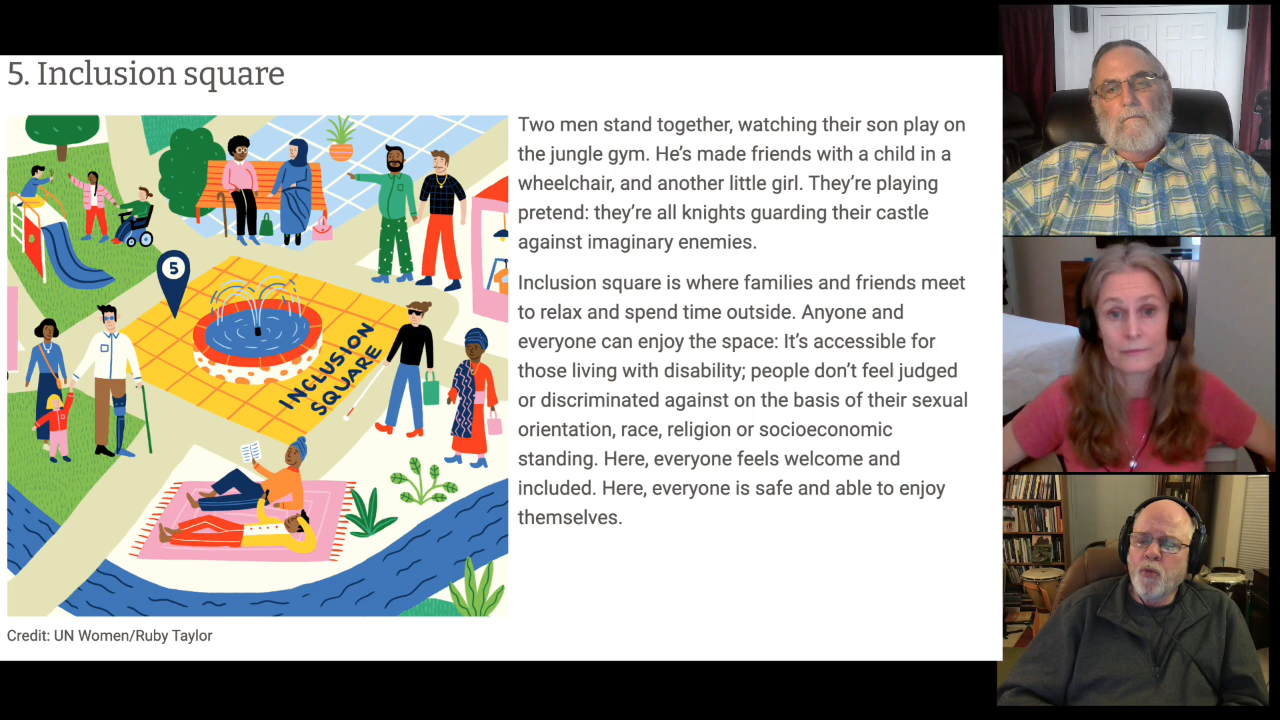 5. Inclusion square
5
INCLUSION
SQUARE
Credit: UN Women/Ruby Taylor
Two men stand together, watching their son play on
the jungle gym. He’s made friends with a child in a
wheelchair, and another little girl. They’re playing
pretend: they’re all knights guarding their castle
against imaginary enemies.
Inclusion square is where families and friends meet
to relax and spend time outside. Anyone and
everyone can enjoy the space: It’s accessible for
those living with disability; people don’t feel judged
or discriminated against on the basis of their sexual
orientation, race, religion or socioeconomic
standing. Here, everyone feels welcome and
included. Here, everyone is safe and able to enjoy
themselves.